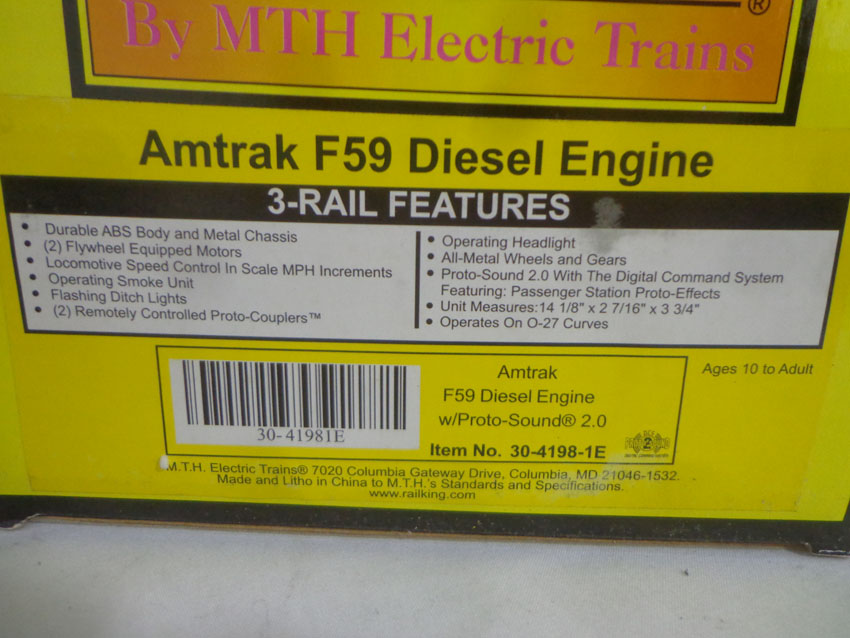 ®
By MTH Electric Trains
Amtrak F59 Diesel Engine
3-RAIL FEATURES
• Durable ABS Body and Metal Chassis
• (2) Flywheel Equipped Motors
• Locomotive Speed Control In Scale MPH Increments
• Operating Smoke Unit
• Flashing Ditch Lights
• (2) Remotely Controlled Proto-Couplers™
• Operating Headlight
• All-Metal Wheels and Gears
• Proto-Sound 2.0 With The Digital Command System
Featuring: Passenger Station Proto-Effects
• Unit Measures:14 1/8" x 2 7/16" x 3 3/4"
• Operates On O-27 Curves
30-41981E
Amtrak
F59 Diesel Engine
w/Proto-Sound® 2.0
Item No. 30-4198-1E
Ages 10 to Adult
M.T.H. Electric Trains® 7020 Columbia Gateway Drive, Columbia, MD 21046-1532.
Made and Litho in China to M.T.H.'s Standards and Specifications.
www.railking.com